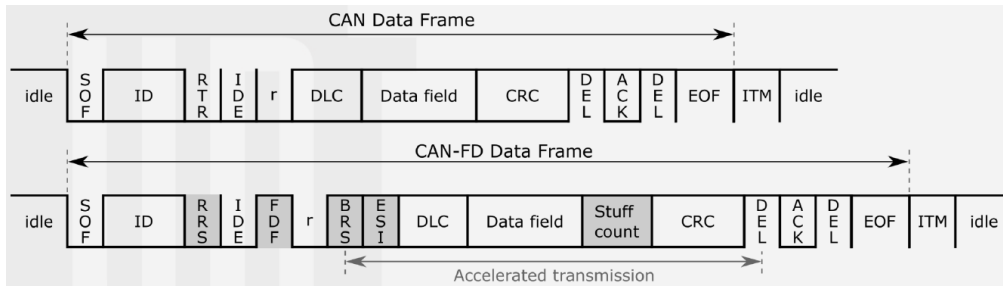 CAN Data Frame
idle SOF ID RTR IDE r DLC Data field CRC DEL ACK DEL EOF ITM idle
CAN-FD Data Frame
idle SOF ID RRS IDE FDF r BRS ESI DLC Data field Stuff count CRC DEL ACK DEL EOF ITM idle
Accelerated transmission